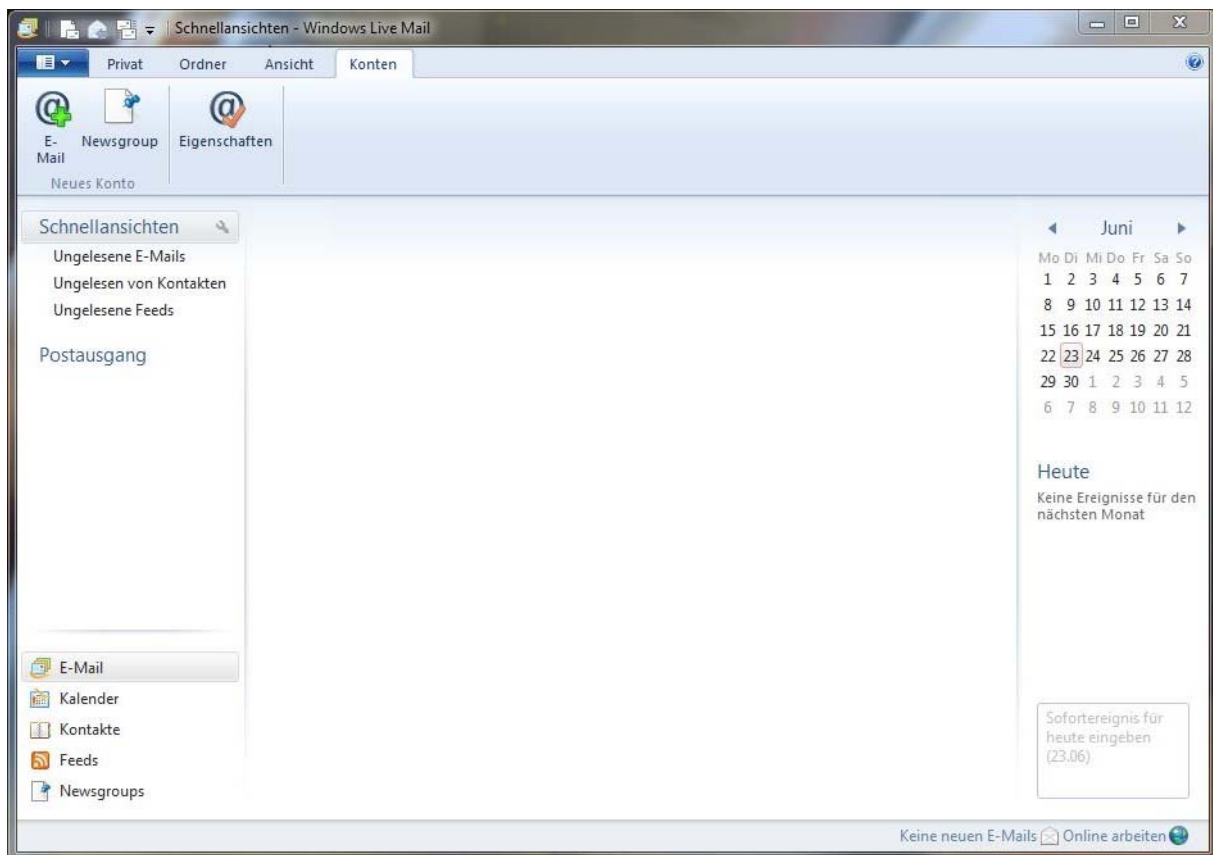 Schnellansichten - Windows Live Mail
Privat Ordner Ansicht Konten
E-Mail Newsgroup Eigenschaften
Neues Konto
Schnellansichten
Ungelesene E-Mails
Ungelesen von Kontakten
Ungelesene Feeds
Postausgang
E-Mail
Kalender
Kontakte
Feeds
Newsgroups
Juni
Mo Di Mi Do Fr Sa So
1 2 3 4 5 6 7
8 9 10 11 12 13 14
15 16 17 18 19 20 21
22 23 24 25 26 27 28
29 30 1 2 3 4 5
6 7 8 9 10 11 12
Heute
Keine Ereignisse für den
nächsten Monat
Sofortereignis für
heute eingeben
(23.06)
Keine neuen E-Mails Online arbeiten